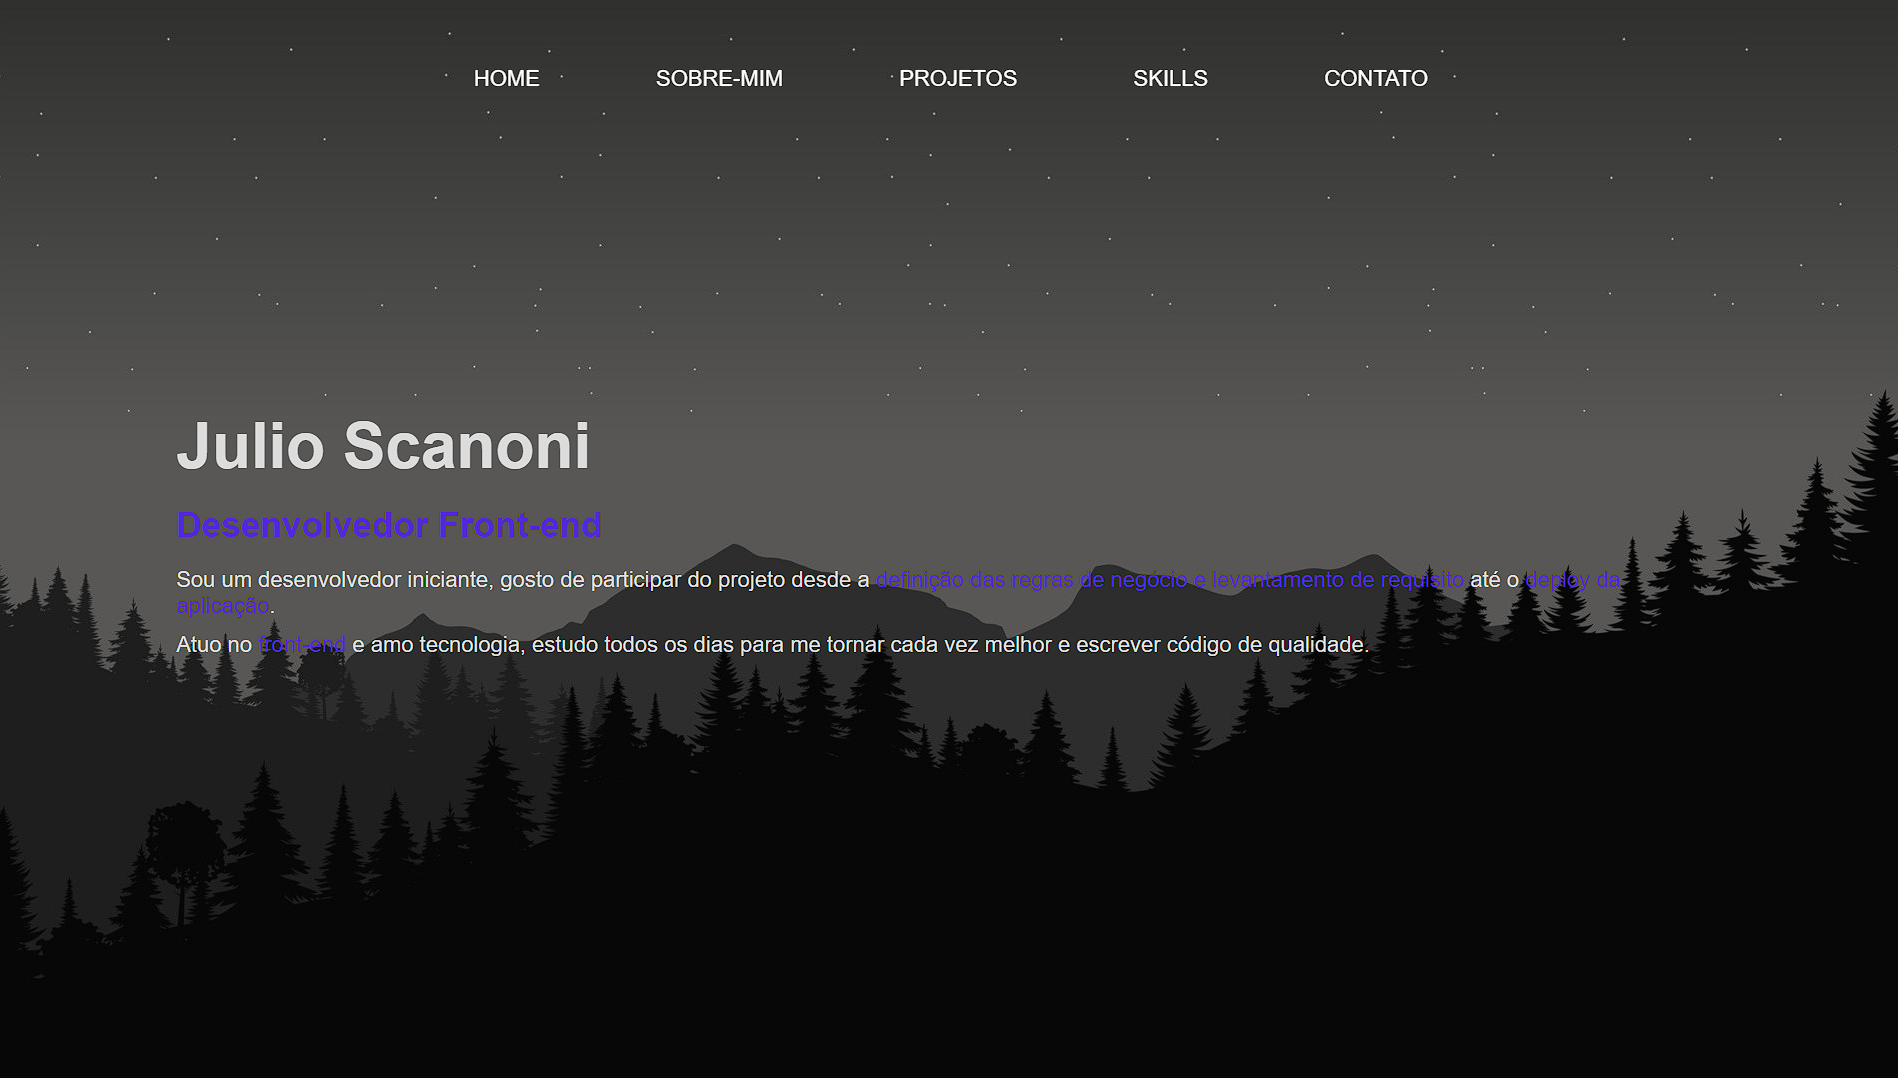 HOME SOBRE-MIM PROJETOS SKILLS CONTATO
Julio Scanoni
Desenvolvedor Front-end
Sou um desenvolvedor iniciante, gosto de participar do projeto desde a definição das regras de negócio e levantamento de requisito até o deploy da
aplicação.
Atuo no front-end e amo tecnologia, estudo todos os dias para me tornar cada vez melhor e escrever código de qualidade.